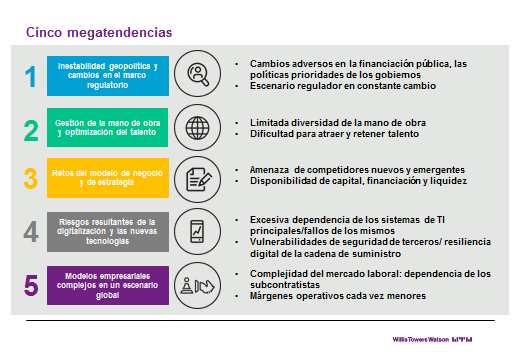 Cinco megatendencias
1
Inestabilidad geopolítica y
cambios en el marco
regulatorio
• Cambios adversos en la financiación pública, las
políticas prioridades de los gobiernos
• Escenario regulador en constante cambio
2
Gestión de la mano de obra
y optimización del talento
• Limitada diversidad de la mano de obra
• Dificultad para atraer y retener talento
3
Retos del modelo de negocio
y de estrategia
• Amenaza de competidores nuevos y emergentes
• Disponibilidad de capital, financiación y liquidez
4
Riesgos resultantes de la
digitalización y las nuevas
tecnologías
• Excesiva dependencia de los sistemas de TI
principales/fallos de los mismos
• Vulnerabilidades de seguridad de terceros/ resiliencia
digital de la cadena de suministro
5
Modelos empresariales
complejos en un escenario
global
• Complejidad del mercado laboral: dependencia de los
subcontratistas
• Márgenes operativos cada vez menores
Willis Towers Watson